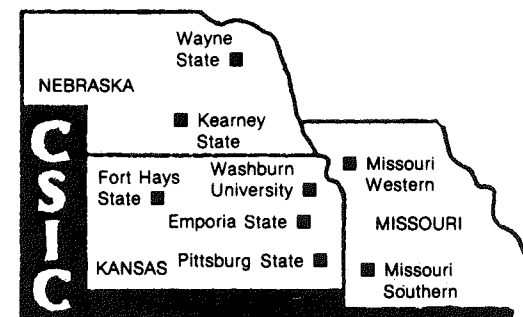 Wayne
State
NEBRASKA
Kearney
State
CSIC
Fort Hays
State
Washburn
University
Emporia State
KANSAS
Pittsburg State
Missouri
Western
MISSOURI
Missouri
Southern